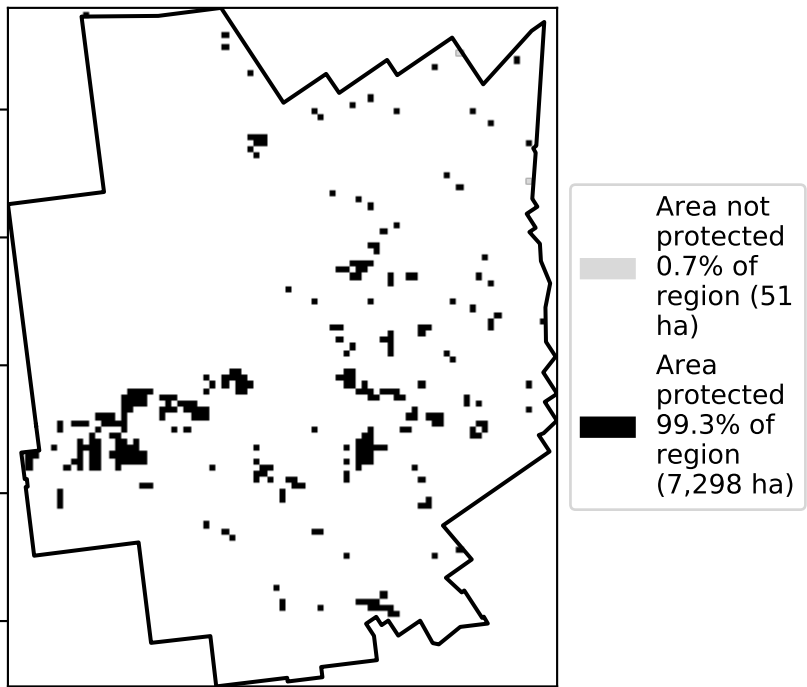 Area not
protected
0.7% of
region (51
ha)
Area
protected
99.3% of
region
(7,298 ha)